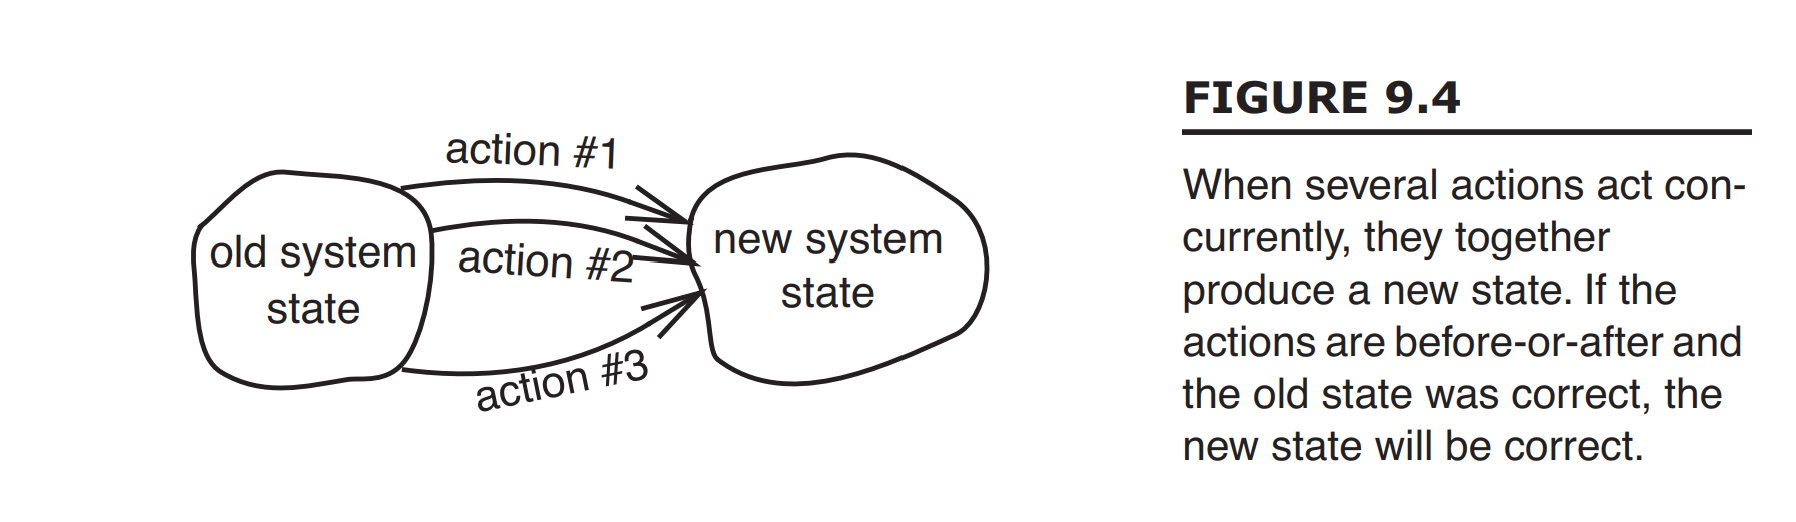 action #1
old system
state
action #2
new system
state
action #3
FIGURE 9.4
When several actions act con-
currently, they together
produce a new state. If the
actions are before-or-after and
the old state was correct, the
new state will be correct.